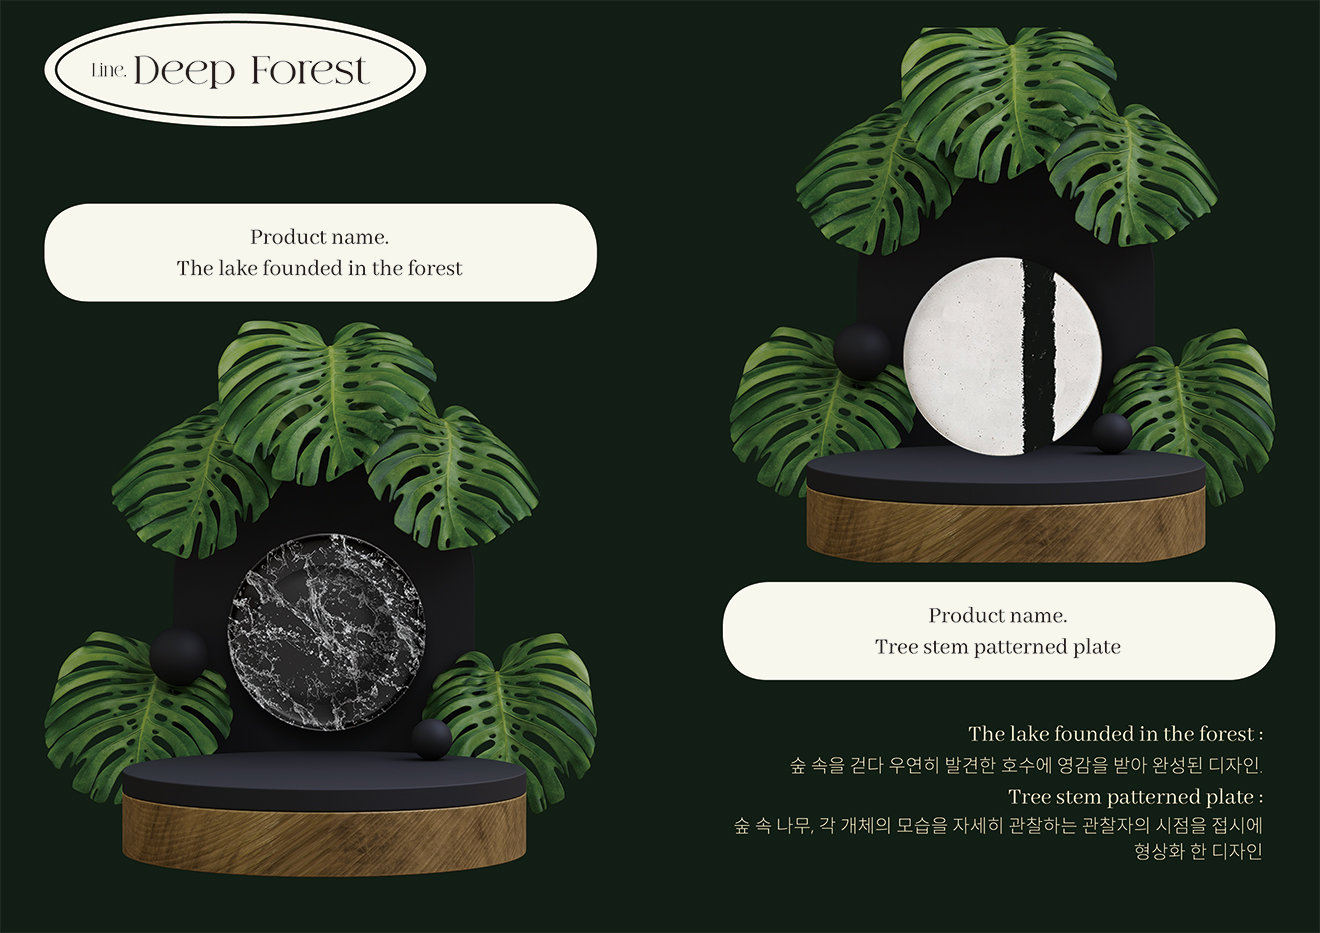 Line. Deep Forest
Product name.
The lake founded in the forest
Product name.
Tree stem patterned plate
The lake founded in the forest :
숲 속을 걷다 우연히 발견한 호수에 영감을 받아 완성된 디자인.
Tree stem patterned plate :
숲 속 나무, 각 개체의 모습을 자세히 관찰하는 관찰자의 시점을 접시에
형상화 한 디자인